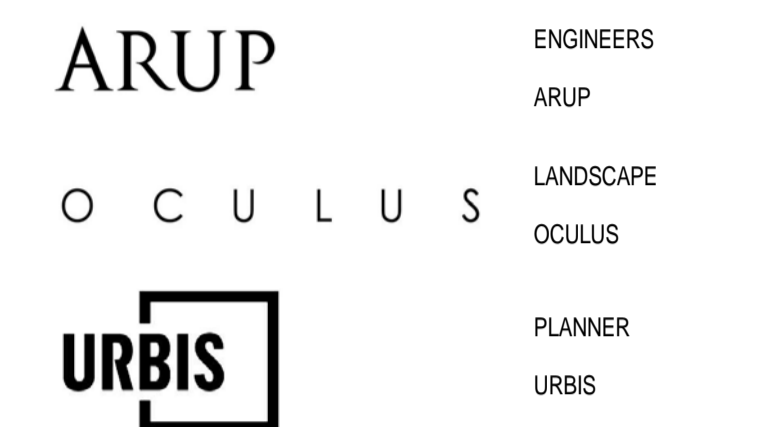 ARUP
ENGINEERS
ARUP
OCULUS
LANDSCAPE
OCULUS
URBIS
PLANNER
URBIS